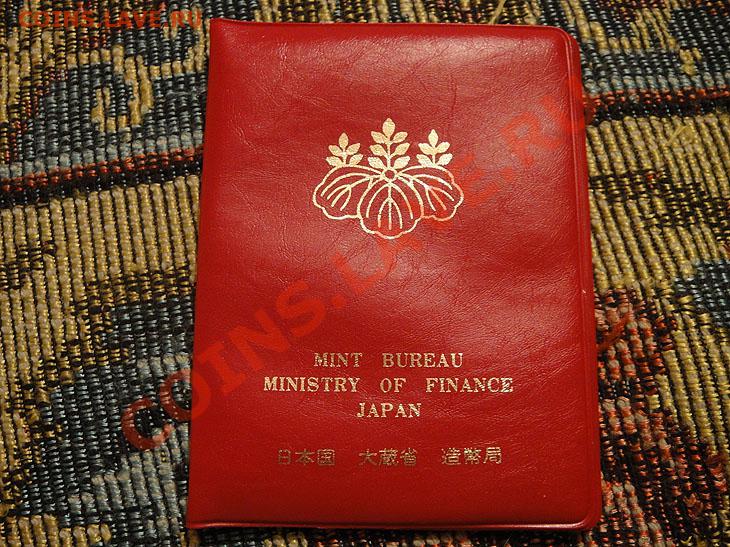 COINS.LAVE.RU
COINS.LAVE.RU
MINT BUREAU
MINISTRY OF FINANCE
JAPAN
日本国 大蔵省 造幣局